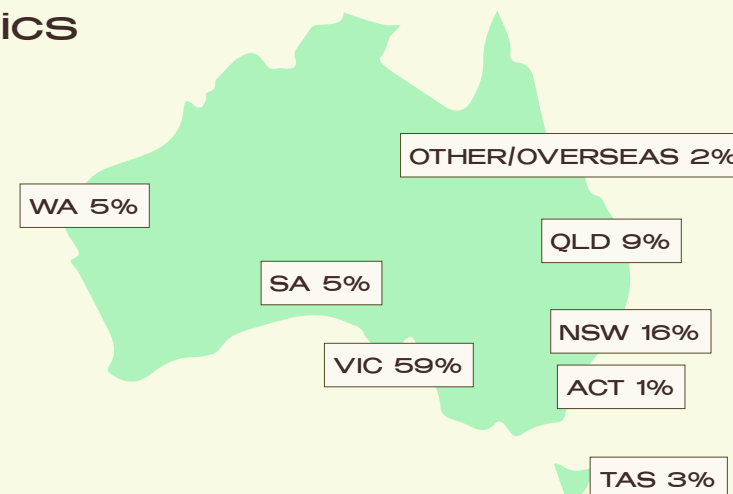 ics
OTHER/OVERSEAS 2%
WA 5%
QLD 9%
SA 5%
NSW 16%
VIC 59%
ACT 1%
TAS 3%